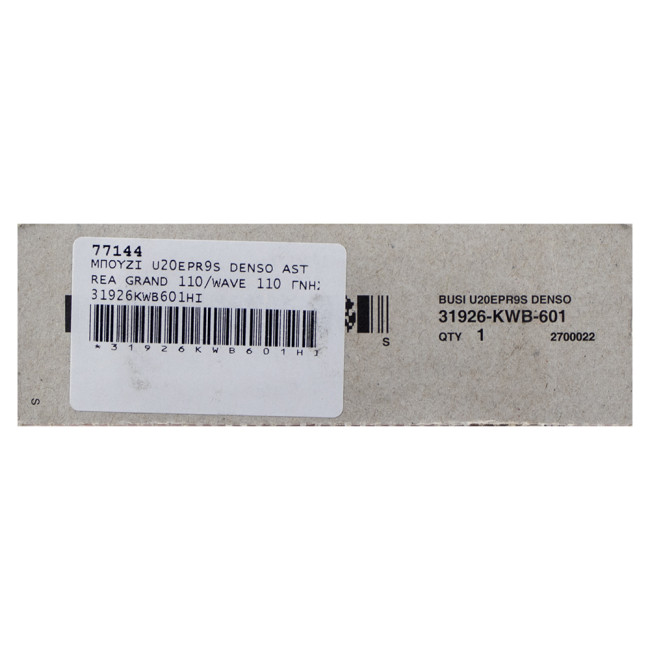 77144
ΜΠΟΥΖΙ U20EPR9S DENSO AST
REA GRAND 110/WAVE 110 ΓΝΗΣ
31926KWB601HI
*31926KWB601HI
S
S
BUSI U20EPR9S DENSO
31926-KWB-601
QTY 1 2700022